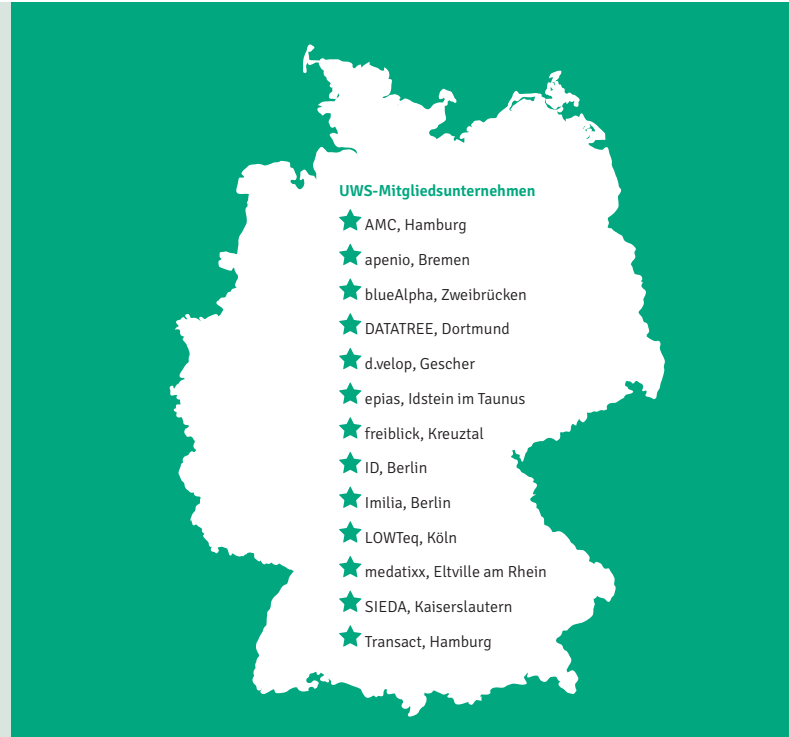 UWS-Mitgliedsunternehmen
AMC, Hamburg
apenio, Bremen
blueAlpha, Zweibrücken
DATATREE, Dortmund
d.velop, Gescher
epias, Idstein im Taunus
freiblick, Kreuztal
ID, Berlin
Imilia, Berlin
LOWTeq, Köln
medatixx, Eltville am Rhein
SIEDA, Kaiserslautern
Transact, Hamburg